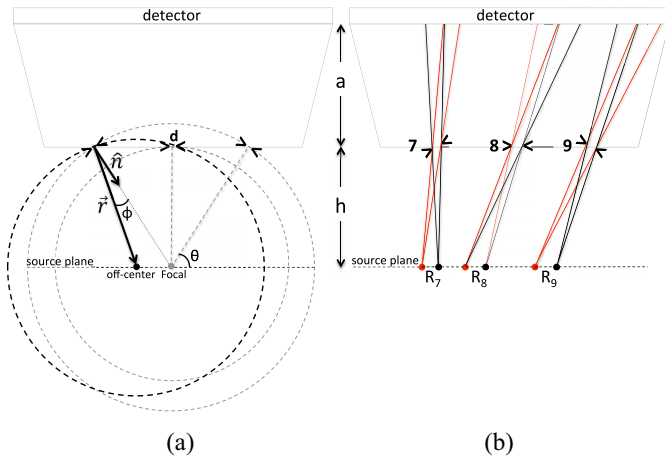 detector
d
n̂
r⃗
ϕ
θ
source plane
off-center
Focal
(a)
a
h
detector
7
8
9
source plane
R₇
R₈
R₉
(b)